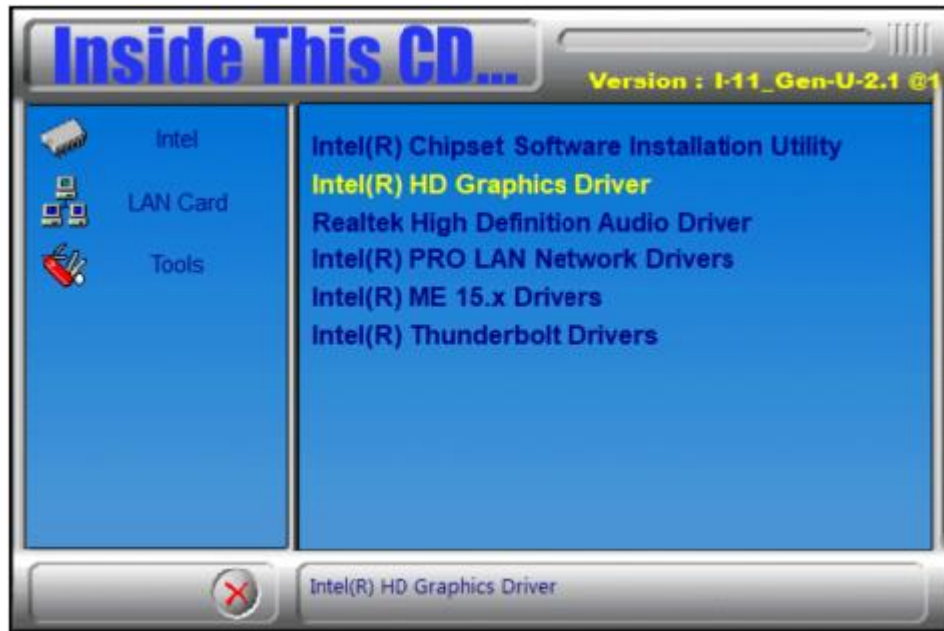 Inside This CD...
Version : I-11_Gen-U-2.1 @1
Intel
LAN Card
Tools
Intel(R) Chipset Software Installation Utility
Intel(R) HD Graphics Driver
Realtek High Definition Audio Driver
Intel(R) PRO LAN Network Drivers
Intel(R) ME 15.x Drivers
Intel(R) Thunderbolt Drivers
Intel(R) HD Graphics Driver